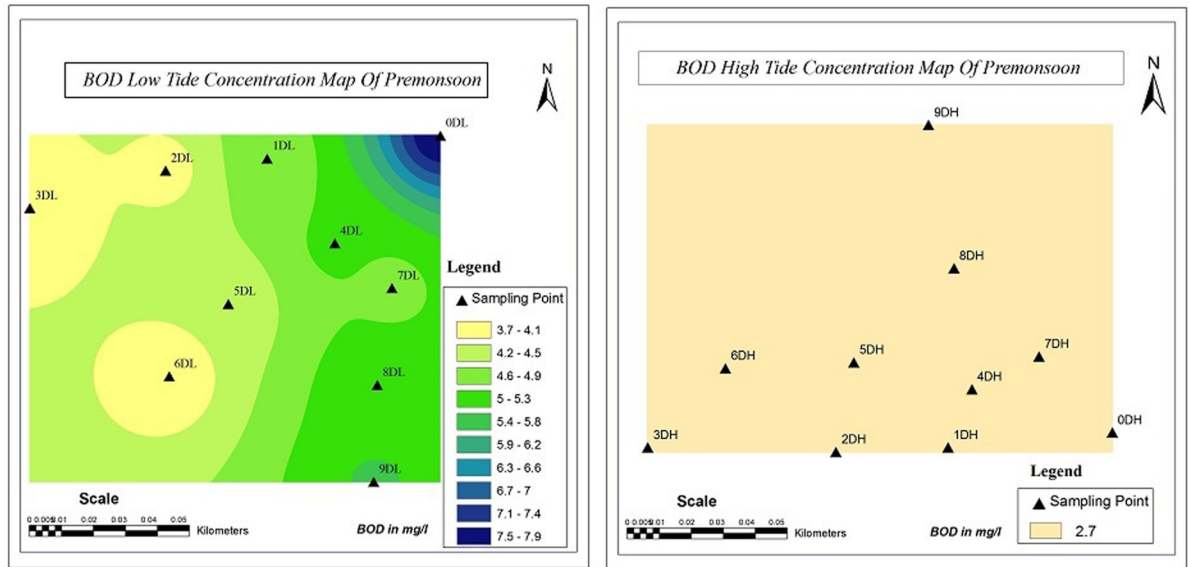 BOD Low Tide Concentration Map Of Premonsoon
N
0DL
1DL
2DL
3DL
4DL
7DL
5DL
6DL
8DL
9DL
Legend
Sampling Point
3.7 - 4.1
4.2 - 4.5
4.6 - 4.9
5 - 5.3
5.4 - 5.8
5.9 - 6.2
6.3 - 6.6
6.7 - 7
7.1 - 7.4
7.5 - 7.9
Scale
0 0.005 0.01 0.02 0.03 0.04 0.05
Kilometers
BOD in mg/l
BOD High Tide Concentration Map Of Premonsoon
N
9DH
8DH
7DH
6DH
5DH
4DH
0DH
3DH
2DH
1DH
Legend
Sampling Point
2.7
Scale
0 0.005 0.01 0.02 0.03 0.04 0.05
Kilometers
BOD in mg/l